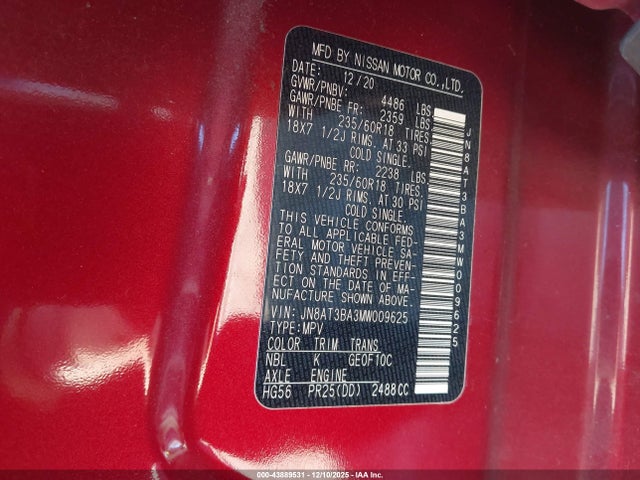 MFD BY NISSAN MOTOR CO.,LTD.
DATE: 12/20
GVWR/PNBV: 4486 LBS
GAWR/PNBE FR: 2359 LBS
WITH 235/60R18 TIRES,
18X7 1/2J RIMS, AT 33 PSI
COLD SINGLE.
GAWR/PNBE RR: 2238 LBS
WITH 235/60R18 TIRES,
18X7 1/2J RIMS, AT 30 PSI
COLD SINGLE.
THIS VEHICLE CONFORMS
TO ALL APPLICABLE FED-
ERAL MOTOR VEHICLE SA-
FETY AND THEFT PREVEN-
TION STANDARDS IN EFF-
ECT ON THE DATE OF MA-
NUFACTURE SHOWN ABOVE.
VIN: JN8AT3BA3MW009625
TYPE:MPV
COLOR TRIM TRANS
NBL K GE0F10C
AXLE ENGINE
HG56 PR25(DD) 2488CC
JN8AT3BA3MW009625
000-43889531 - 12/10/2025 - IAA Inc.